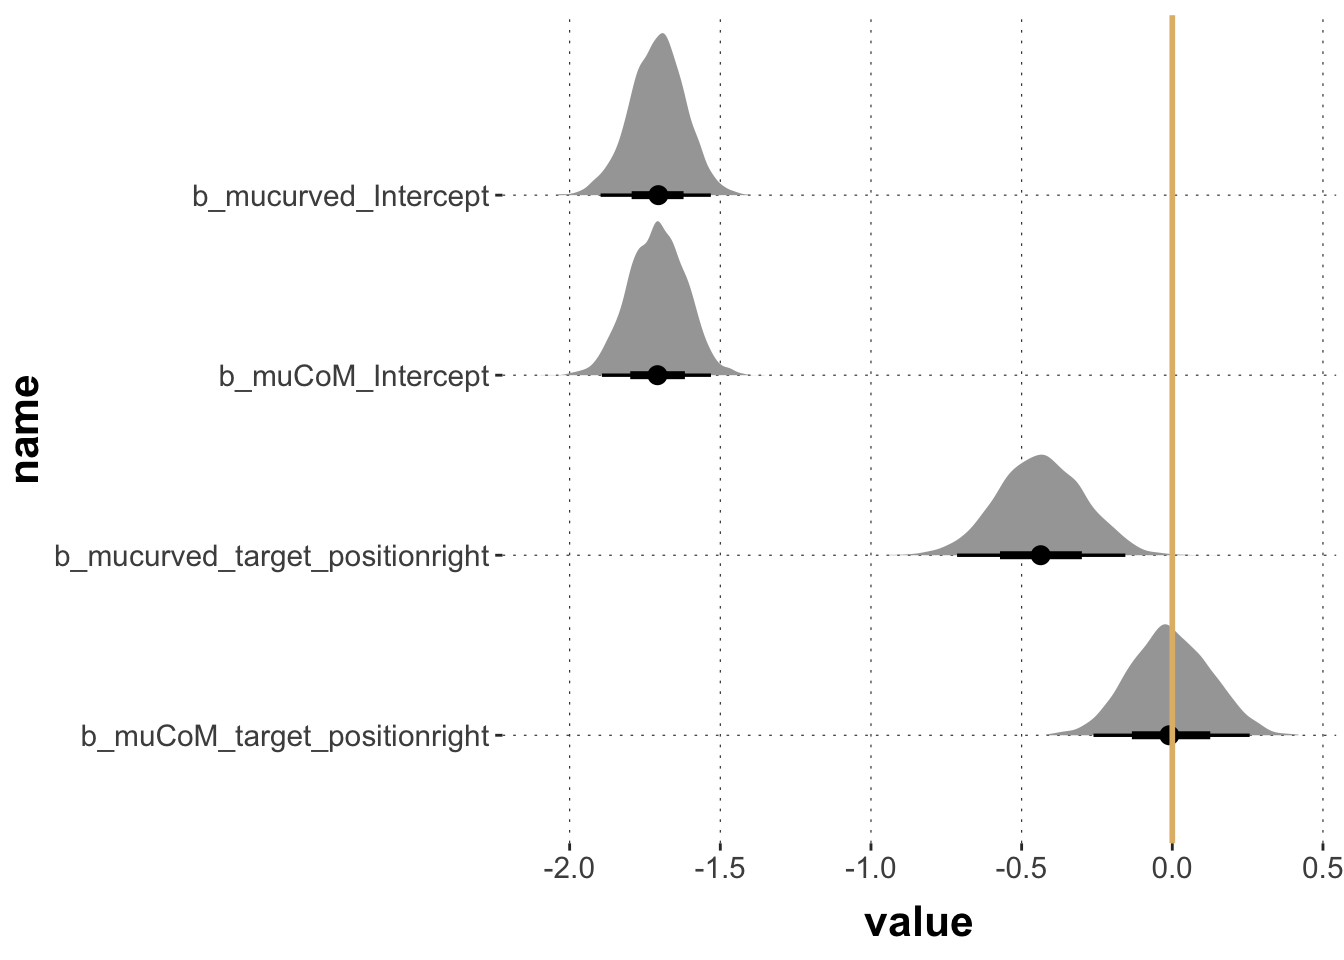 name
b_mucurved_Intercept
b_muCoM_Intercept
b_mucurved_target_positionright
b_muCoM_target_positionright
-2.0 -1.5 -1.0 -0.5 0.0 0.5
value